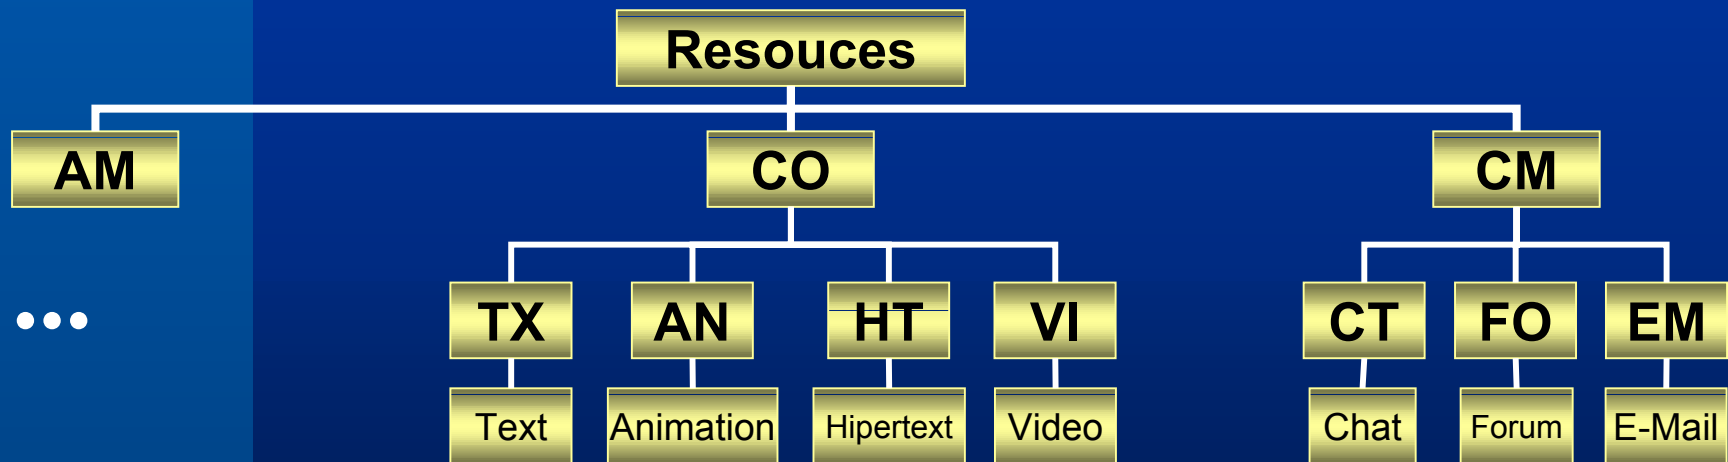 Resouces
AM CO CM
TX AN HT VI CT FO EM
...
Text Animation Hipertext Video Chat Forum E-Mail